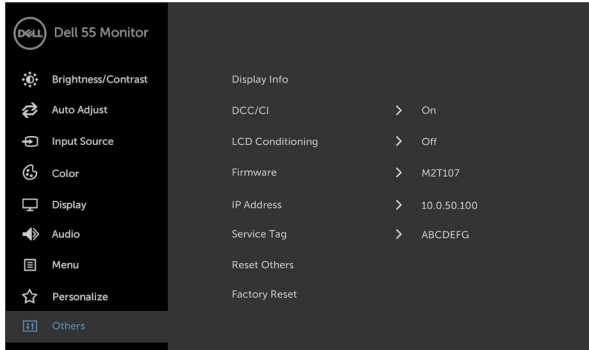 DELL Dell 55 Monitor
Brightness/Contrast
Auto Adjust
Input Source
Color
Display
Audio
Menu
Personalize
Others
Display Info
DCC/CI > On
LCD Conditioning > Off
Firmware > M2T107
IP Address > 10.0.50.100
Service Tag > ABCDEFG
Reset Others
Factory Reset